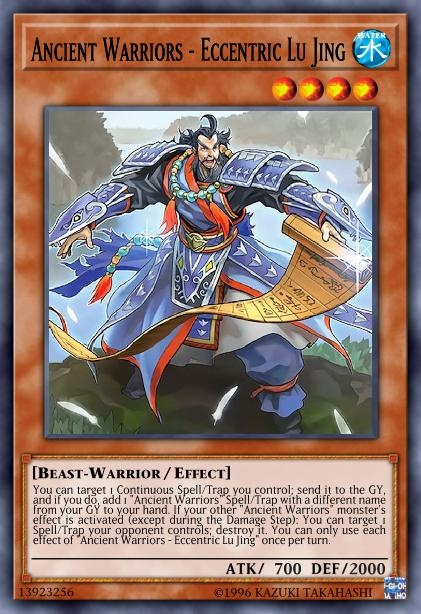 Ancient Warriors - Eccentric Lu Jing
WATER
水
[Beast-Warrior / Effect]
You can target 1 Continuous Spell/Trap you control; send it to the GY,
and if you do, add 1 "Ancient Warriors" Spell/Trap with a different name
from your GY to your hand. If your other "Ancient Warriors" monster's
effect is activated (except during the Damage Step): You can target 1
Spell/Trap your opponent controls; destroy it. You can only use each
effect of "Ancient Warriors - Eccentric Lu Jing" once per turn.
ATK/ 700 DEF/2000
13923256
©1996 KAZUKI TAKAHASHI